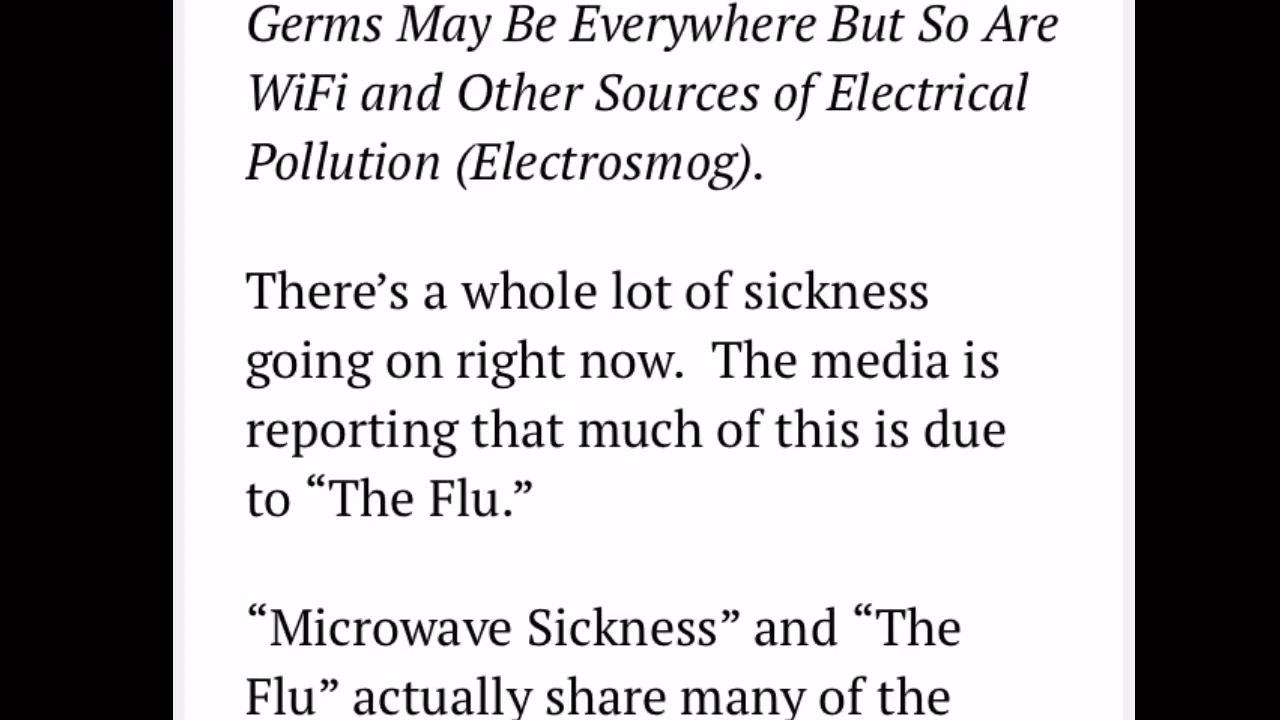 Germs May Be Everywhere But So Are
WiFi and Other Sources of Electrical
Pollution (Electrosmog).
There’s a whole lot of sickness
going on right now.  The media is
reporting that much of this is due
to “The Flu.”
“Microwave Sickness” and “The
Flu” actually share many of the